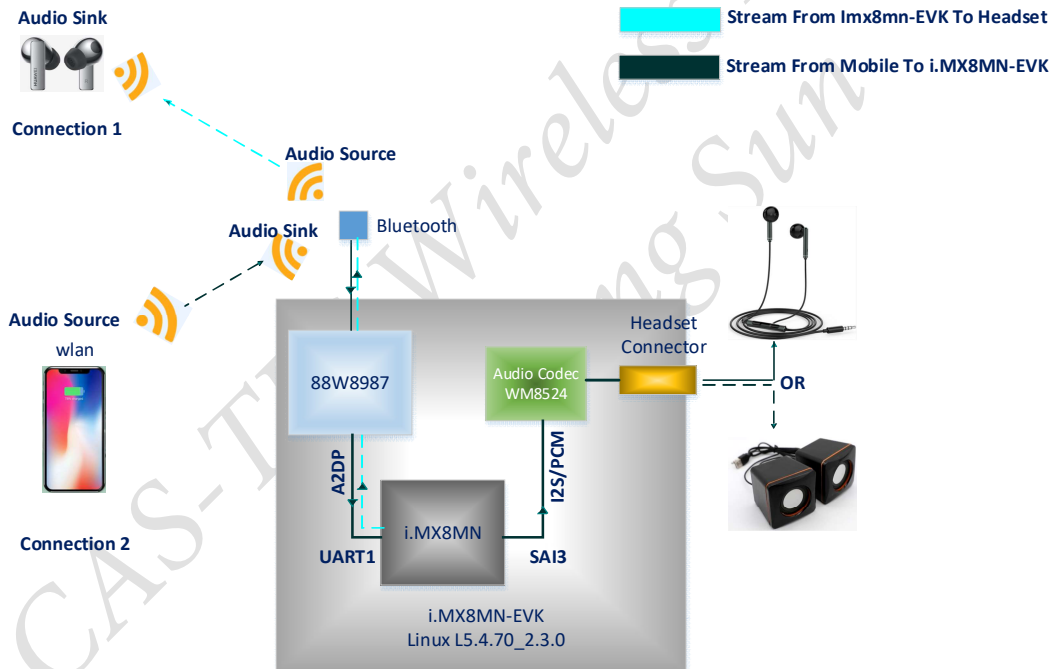 Audio Sink
Stream From Imx8mn-EVK To Headset
Stream From Mobile To i.MX8MN-EVK
Connection 1
Audio Source
Audio Sink
Bluetooth
Audio Source
wlan
Headset
Connector
88W8987
Audio Codec
WM8524
OR
A2DP
I2S/PCM
i.MX8MN
Connection 2
UART1
SAI3
i.MX8MN-EVK
Linux L5.4.70_2.3.0
HUAWEI